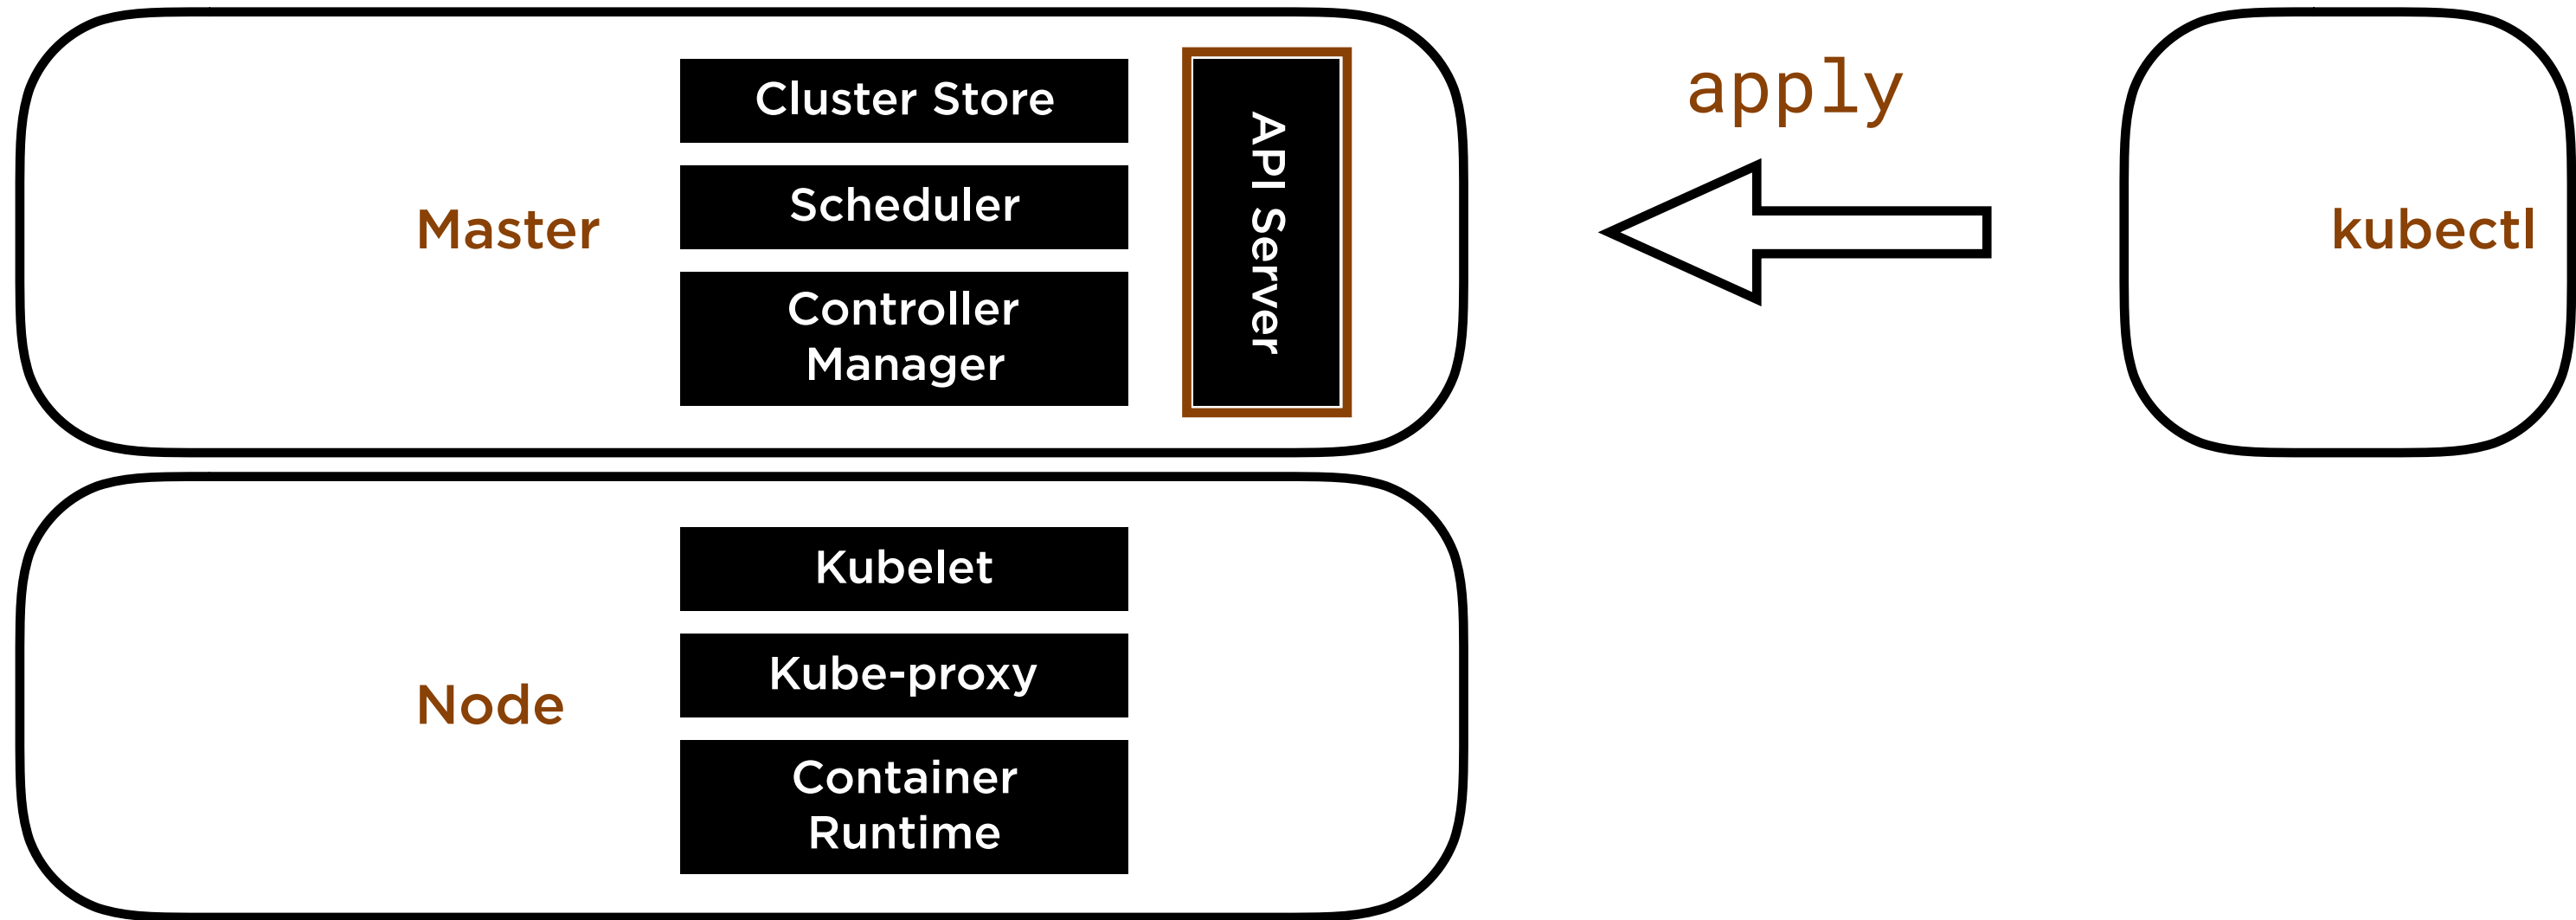 Master
Cluster Store
Scheduler
Controller
Manager
API Server
apply
kubectl
Node
Kubelet
Kube-proxy
Container
Runtime